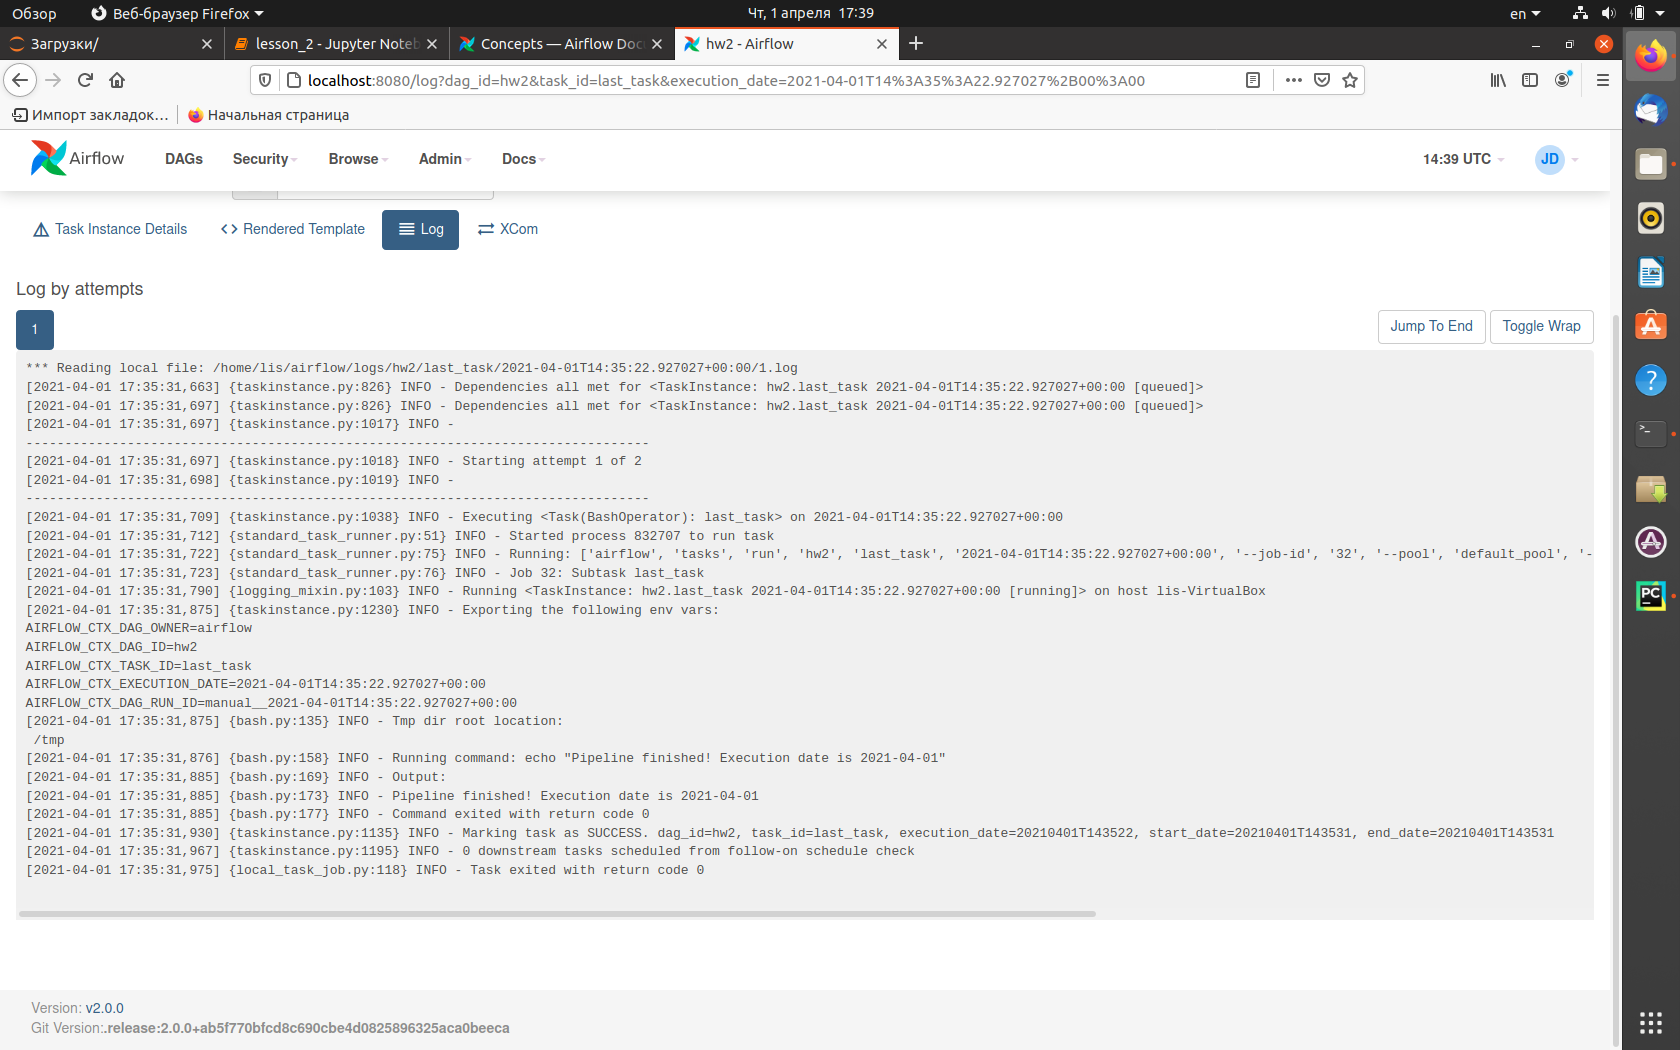 Обзор
Веб-браузер Firefox
Чт, 1 апреля 17:39
en
Загрузки/
lesson_2 - Jupyter Noteb
Concepts — Airflow Doc
hw2 - Airflow
localhost:8080/log?dag_id=hw2&task_id=last_task&execution_date=2021-04-01T14%3A35%3A22.927027%2B00%3A00
Импорт закладок…
Начальная страница
Airflow
DAGs
Security
Browse
Admin
Docs
14:39 UTC
JD
Task Instance Details
Rendered Template
Log
XCom
Log by attempts
1
Jump To End
Toggle Wrap
*** Reading local file: /home/lis/airflow/logs/hw2/last_task/2021-04-01T14:35:22.927027+00:00/1.log
[2021-04-01 17:35:31,663] {taskinstance.py:826} INFO - Dependencies all met for <TaskInstance: hw2.last_task 2021-04-01T14:35:22.927027+00:00 [queued]>
[2021-04-01 17:35:31,697] {taskinstance.py:826} INFO - Dependencies all met for <TaskInstance: hw2.last_task 2021-04-01T14:35:22.927027+00:00 [queued]>
[2021-04-01 17:35:31,697] {taskinstance.py:1017} INFO -
--------------------------------------------------------------------------------
[2021-04-01 17:35:31,697] {taskinstance.py:1018} INFO - Starting attempt 1 of 2
[2021-04-01 17:35:31,698] {taskinstance.py:1019} INFO -
--------------------------------------------------------------------------------
[2021-04-01 17:35:31,709] {taskinstance.py:1038} INFO - Executing <Task(BashOperator): last_task> on 2021-04-01T14:35:22.927027+00:00
[2021-04-01 17:35:31,712] {standard_task_runner.py:51} INFO - Started process 832707 to run task
[2021-04-01 17:35:31,722] {standard_task_runner.py:75} INFO - Running: ['airflow', 'tasks', 'run', 'hw2', 'last_task', '2021-04-01T14:35:22.927027+00:00', '--job-id', '32', '--pool', 'default_pool', '-
[2021-04-01 17:35:31,723] {standard_task_runner.py:76} INFO - Job 32: Subtask last_task
[2021-04-01 17:35:31,790] {logging_mixin.py:103} INFO - Running <TaskInstance: hw2.last_task 2021-04-01T14:35:22.927027+00:00 [running]> on host lis-VirtualBox
[2021-04-01 17:35:31,875] {taskinstance.py:1230} INFO - Exporting the following env vars:
AIRFLOW_CTX_DAG_OWNER=airflow
AIRFLOW_CTX_DAG_ID=hw2
AIRFLOW_CTX_TASK_ID=last_task
AIRFLOW_CTX_EXECUTION_DATE=2021-04-01T14:35:22.927027+00:00
AIRFLOW_CTX_DAG_RUN_ID=manual__2021-04-01T14:35:22.927027+00:00
[2021-04-01 17:35:31,875] {bash.py:135} INFO - Tmp dir root location:
/tmp
[2021-04-01 17:35:31,876] {bash.py:158} INFO - Running command: echo "Pipeline finished! Execution date is 2021-04-01"
[2021-04-01 17:35:31,885] {bash.py:169} INFO - Output:
[2021-04-01 17:35:31,885] {bash.py:173} INFO - Pipeline finished! Execution date is 2021-04-01
[2021-04-01 17:35:31,885] {bash.py:177} INFO - Command exited with return code 0
[2021-04-01 17:35:31,930] {taskinstance.py:1135} INFO - Marking task as SUCCESS. dag_id=hw2, task_id=last_task, execution_date=20210401T143522, start_date=20210401T143531, end_date=20210401T143531
[2021-04-01 17:35:31,967] {taskinstance.py:1195} INFO - 0 downstream tasks scheduled from follow-on schedule check
[2021-04-01 17:35:31,975] {local_task_job.py:118} INFO - Task exited with return code 0
Version: v2.0.0
Git Version:.release:2.0.0+ab5f770bfcd8c690cbe4d0825896325aca0beeca
PC